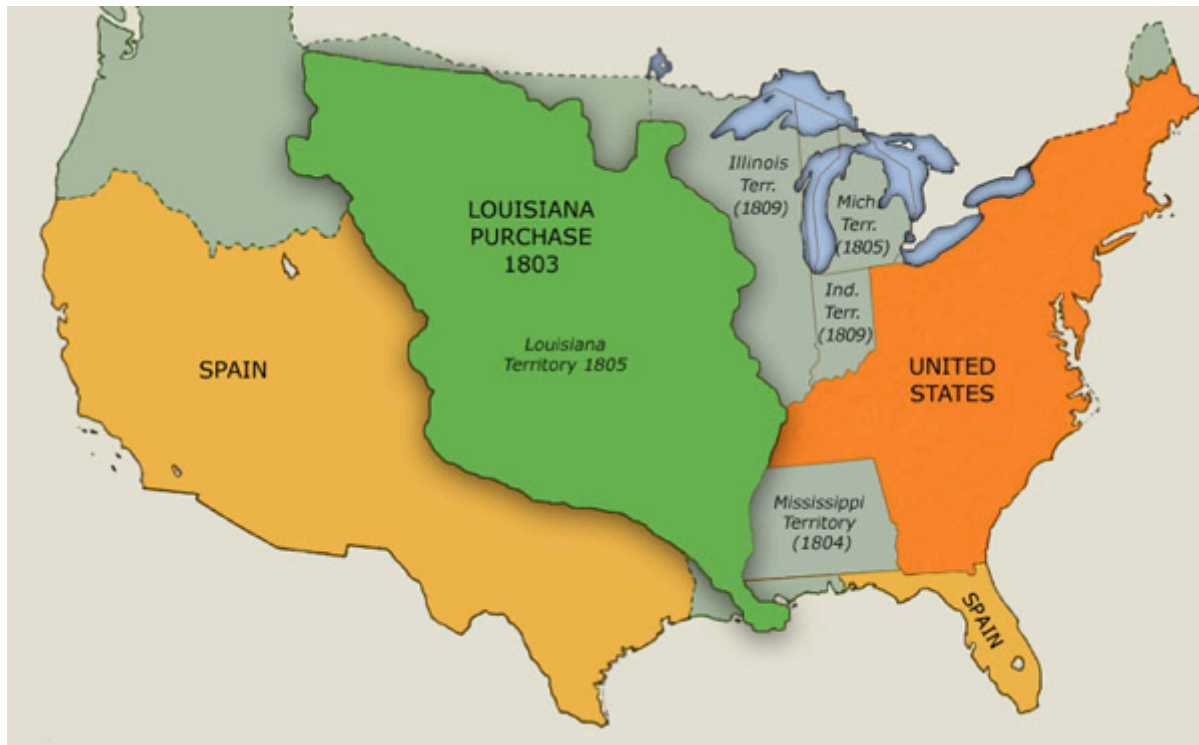 Illinois
Terr.
(1809)
Mich.
Terr.
(1805)
LOUISIANA
PURCHASE
1803
Ind.
Terr.
(1809)
Louisiana
Territory 1805
SPAIN
UNITED
STATES
Mississippi
Territory
(1804)
SPAIN